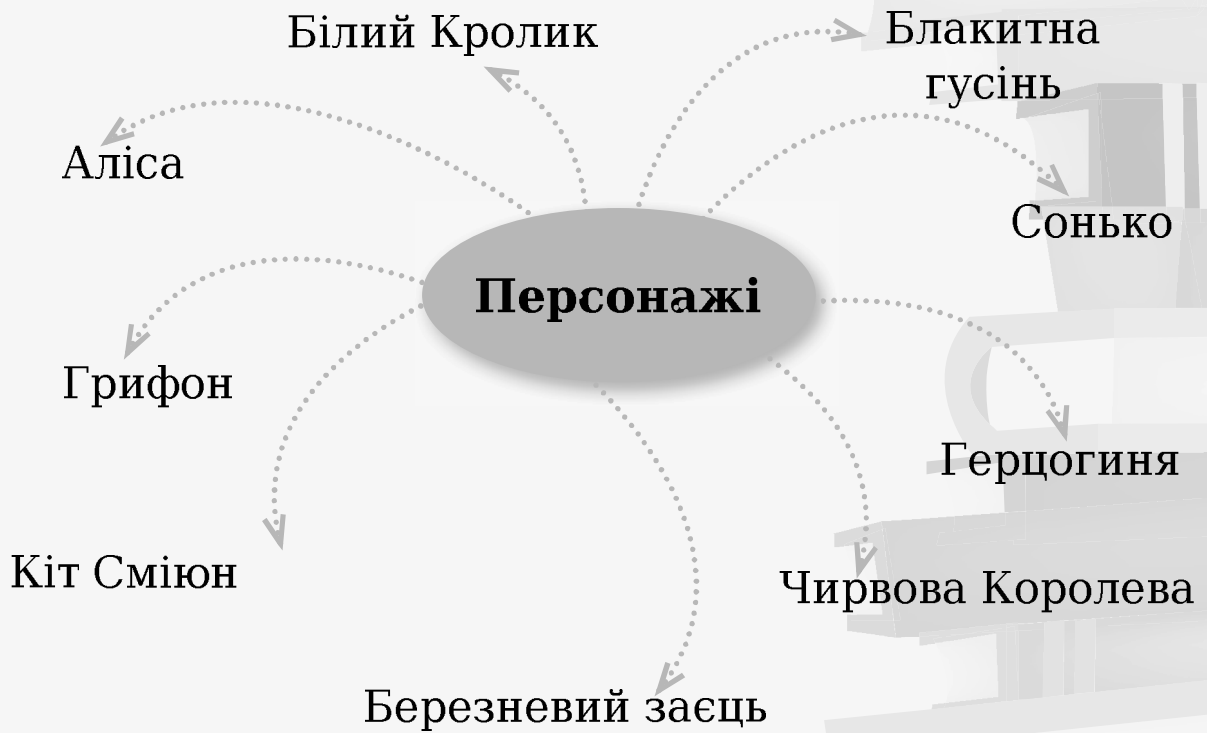 Білий Кролик
Блакитна
гусінь
Аліса
Сонько
Персонажі
Грифон
Герцогиня
Кіт Сміюн
Чирвова Королева
Березневий заєць